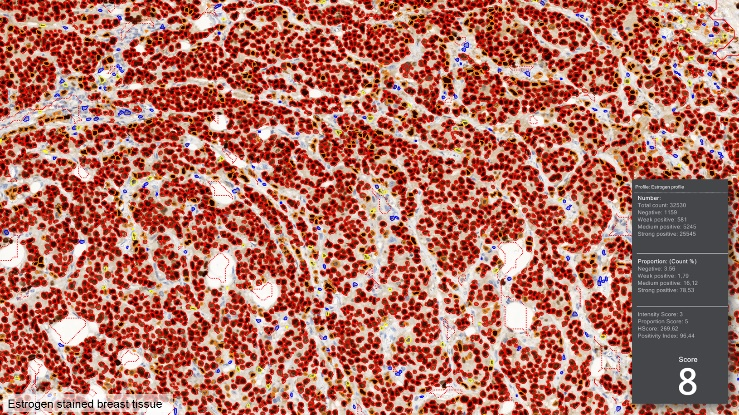 Profile: Estrogen profile
Number:
Total count: 32530
Negative: 1159
Weak positive: 581
Medium positive: 5245
Strong positive: 25545
Proportion: (Count %)
Negative: 3,56
Weak positive: 1,79
Medium positive: 16,12
Strong positive: 78,53
Intensity Score: 3
Proportion Score: 5
HScore: 269,62
Positivity Index: 96,44
Score
8
Estrogen stained breast tissue